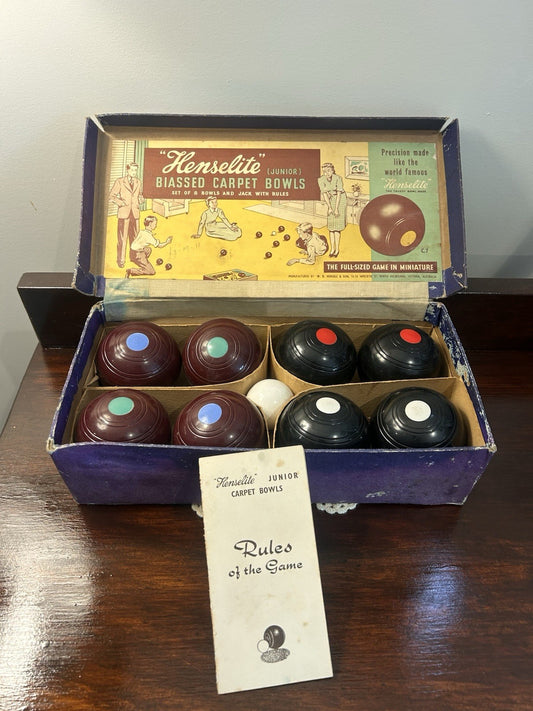 "Henselite" (JUNIOR)
BIASSED CARPET BOWLS
SET OF 8 BOWLS AND JACK WITH RULES
Precision made
like the
world famous
"Henselite"
THE FULL-SIZED GAME IN MINIATURE
"Henselite" JUNIOR
CARPET BOWLS
Rules
of the Game